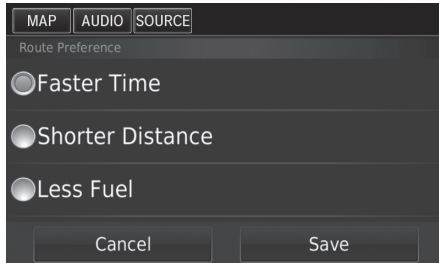 MAP AUDIO SOURCE
Route Preference
Faster Time
Shorter Distance
Less Fuel
Cancel Save